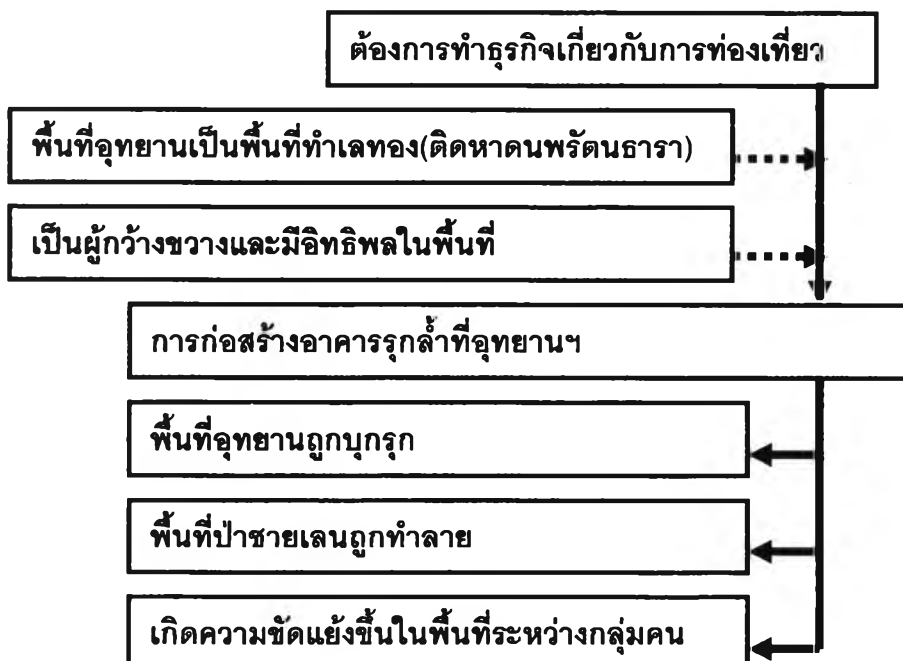 ต้องการทำธุรกิจเกี่ยวกับการท่องเที่ยว
พื้นที่อุทยานเป็นพื้นที่ทำเลทอง(ติดหาดนพรัตนธารา)
เป็นผู้กว้างขวางและมีอิทธิพลในพื้นที่
การก่อสร้างอาคารรุกล้ำที่อุทยานฯ
พื้นที่อุทยานถูกบุกรุก
พื้นที่ป่าชายเลนถูกทำลาย
เกิดความขัดแย้งขึ้นในพื้นที่ระหว่างกลุ่มคน